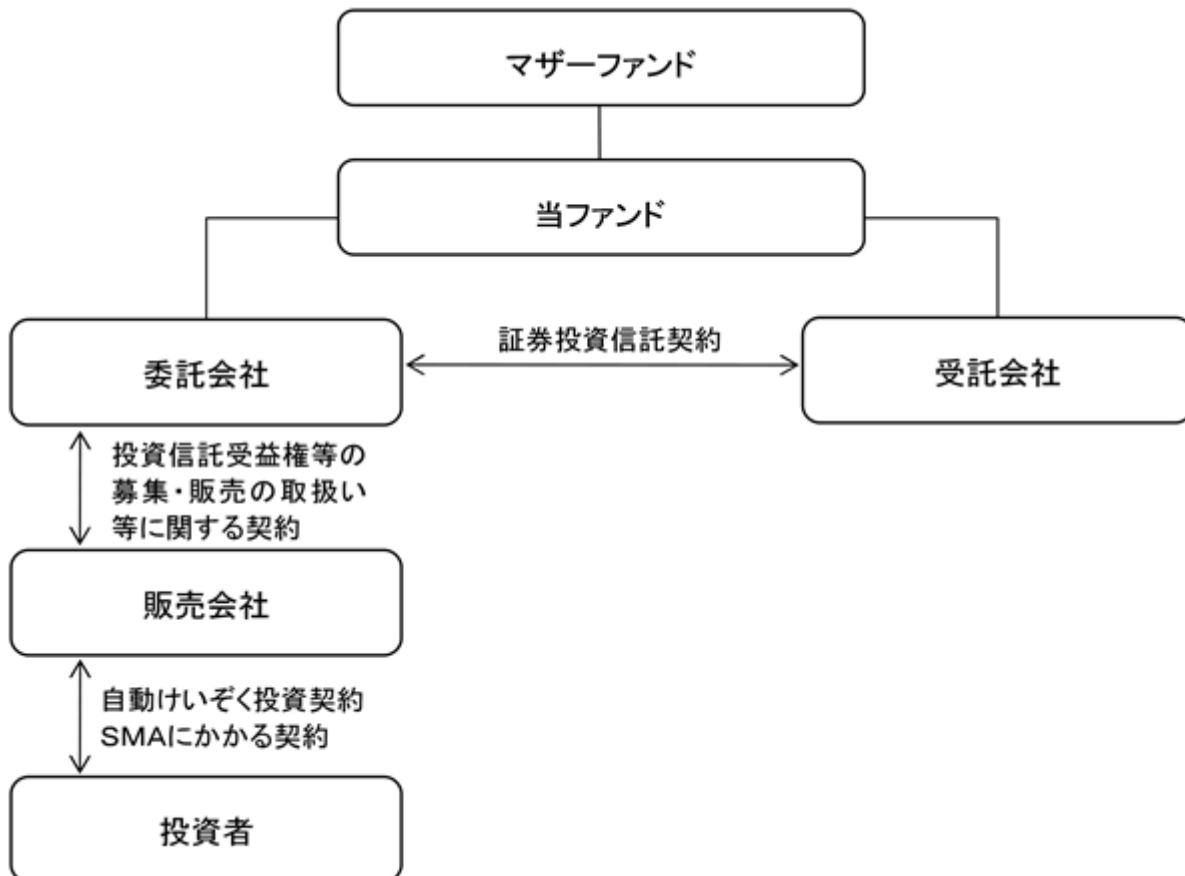 マザーファンド
当ファンド
委託会社
証券投資信託契約
受託会社
投資信託受益権等の
募集・販売の取扱い
等に関する契約
販売会社
自動けいぞく投資契約
SMAにかかる契約
投資者